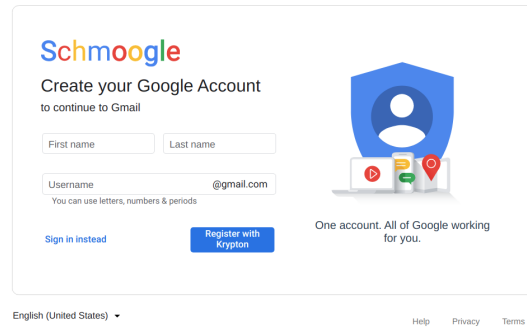 Schmoogle
Create your Google Account
to continue to Gmail
First name
Last name
Username
@gmail.com
You can use letters, numbers & periods
Sign in instead
Register with
Krypton
One account. All of Google working
for you.
English (United States)
Help
Privacy
Terms